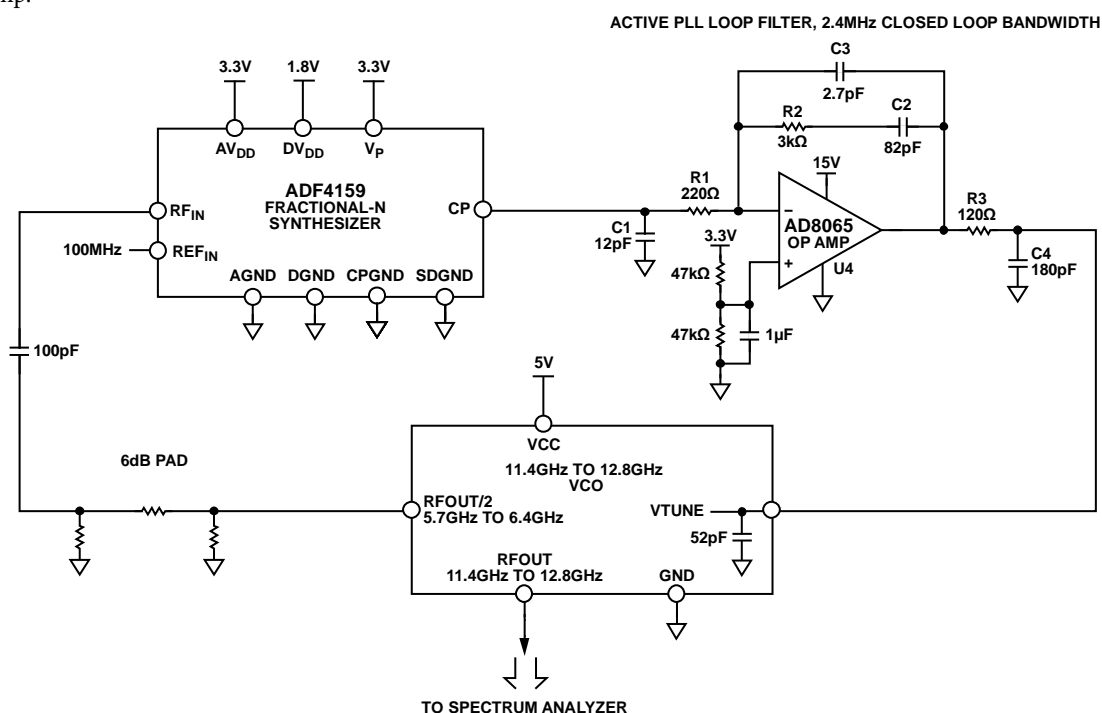 ACTIVE PLL LOOP FILTER, 2.4MHz CLOSED LOOP BANDWIDTH
3.3V
1.8V
3.3V
AVDD
DVDD
VP
ADF4159
FRACTIONAL-N
SYNTHESIZER
RFIN
CP
100MHz
REFIN
AGND
DGND
CPGND
SDGND
C3
2.7pF
R2
3kΩ
C2
82pF
15V
R1
220Ω
C1
12pF
–
AD8065
OP AMP
+
U4
R3
120Ω
C4
180pF
3.3V
47kΩ
47kΩ
1µF
100pF
5V
VCC
6dB PAD
11.4GHz TO 12.8GHz
VCO
RFOUT/2
5.7GHz TO 6.4GHz
VTUNE
52pF
RFOUT
11.4GHz TO 12.8GHz
GND
TO SPECTRUM ANALYZER